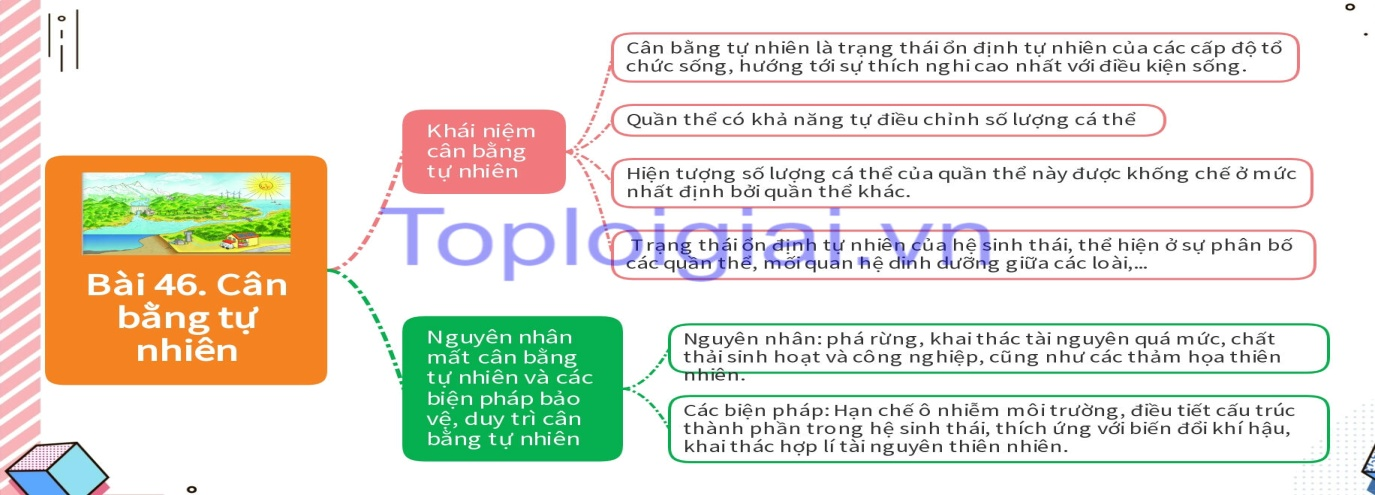 Bài 46. Cân
bằng tự
nhiên
Khái niệm
cân bằng
tự nhiên
Cân bằng tự nhiên là trạng thái ổn định tự nhiên của các cấp độ tổ
chức sống, hướng tới sự thích nghi cao nhất với điều kiện sống.
Quần thể có khả năng tự điều chỉnh số lượng cá thể
Hiện tượng số lượng cá thể của quần thể này được khống chế ở mức
nhất định bởi quần thể khác.
Trạng thái ổn định tự nhiên của hệ sinh thái, thể hiện ở sự phân bố
các quần thể, mối quan hệ dinh dưỡng giữa các loài,...
Toploigiai.vn
Nguyên nhân
mất cân bằng
tự nhiên và các
biện pháp bảo
vệ, duy trì cân
bằng tự nhiên
Nguyên nhân: phá rừng, khai thác tài nguyên quá mức, chất
thải sinh hoạt và công nghiệp, cũng như các thảm họa thiên
nhiên.
Các biện pháp: Hạn chế ô nhiễm môi trường, điều tiết cấu trúc
thành phần trong hệ sinh thái, thích ứng với biến đổi khí hậu,
khai thác hợp lí tài nguyên thiên nhiên.